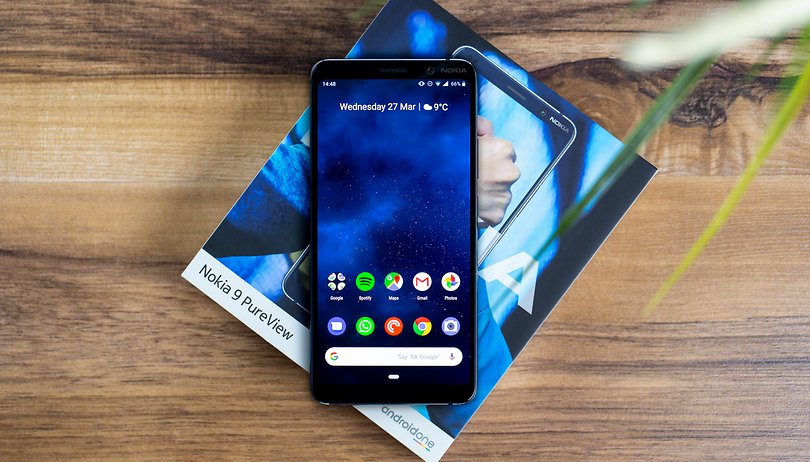 NOKIA
14:48
66%
Wednesday 27 Mar | 9°C
Google Spotify Maps Gmail Photos
Say "Ok Google"
NOKIA
A
Nokia 9 PureView
androidone